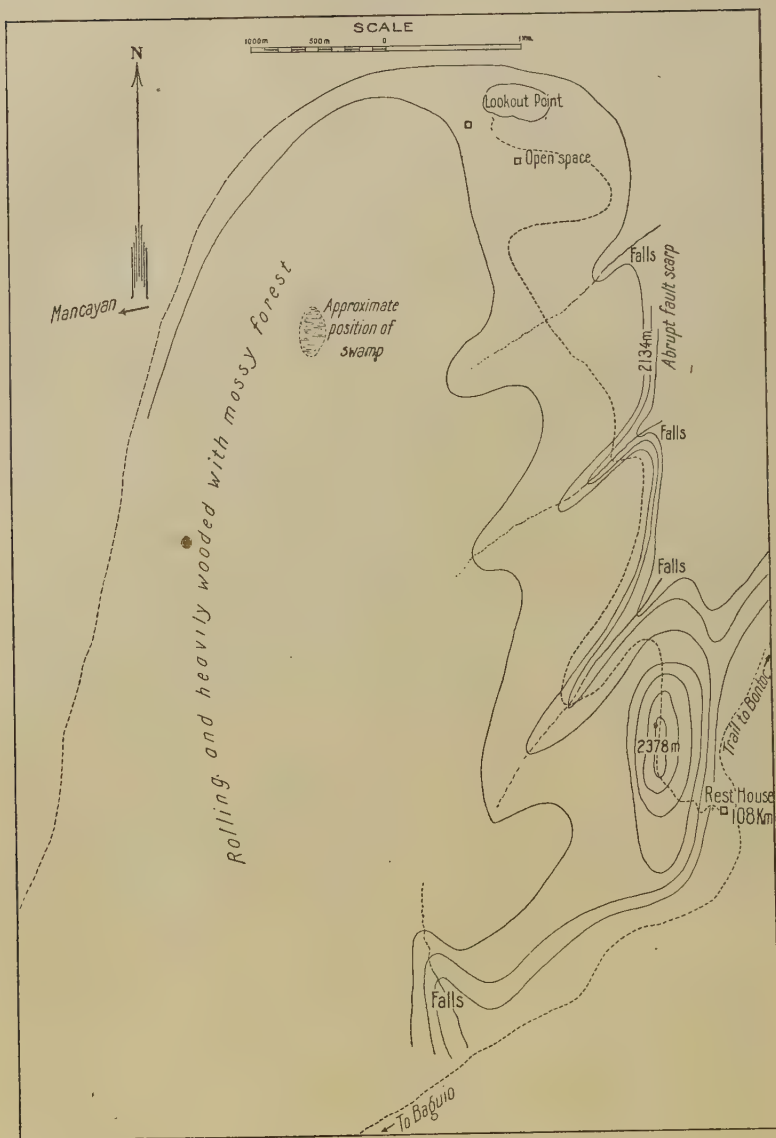 SCALE
1000m 500m 0
N
Lookout Point
Open space
Falls
Mancayan
Approximate
position of
swamp
2134m
Abrupt fault scarp
Falls
Rolling and heavily wooded with mossy forest
Falls
Trail to Bontoc
2378m
Rest House
108Km
Falls
To Baguio